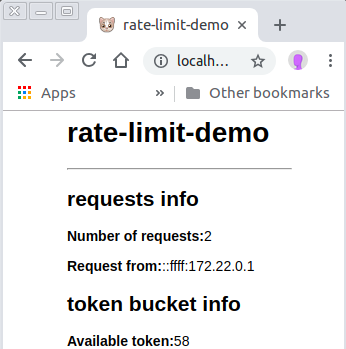 rate-limit-demo
localh...
Apps
» Other bookmarks
rate-limit-demo
requests info
Number of requests:2
Request from:::ffff:172.22.0.1
token bucket info
Available token:58